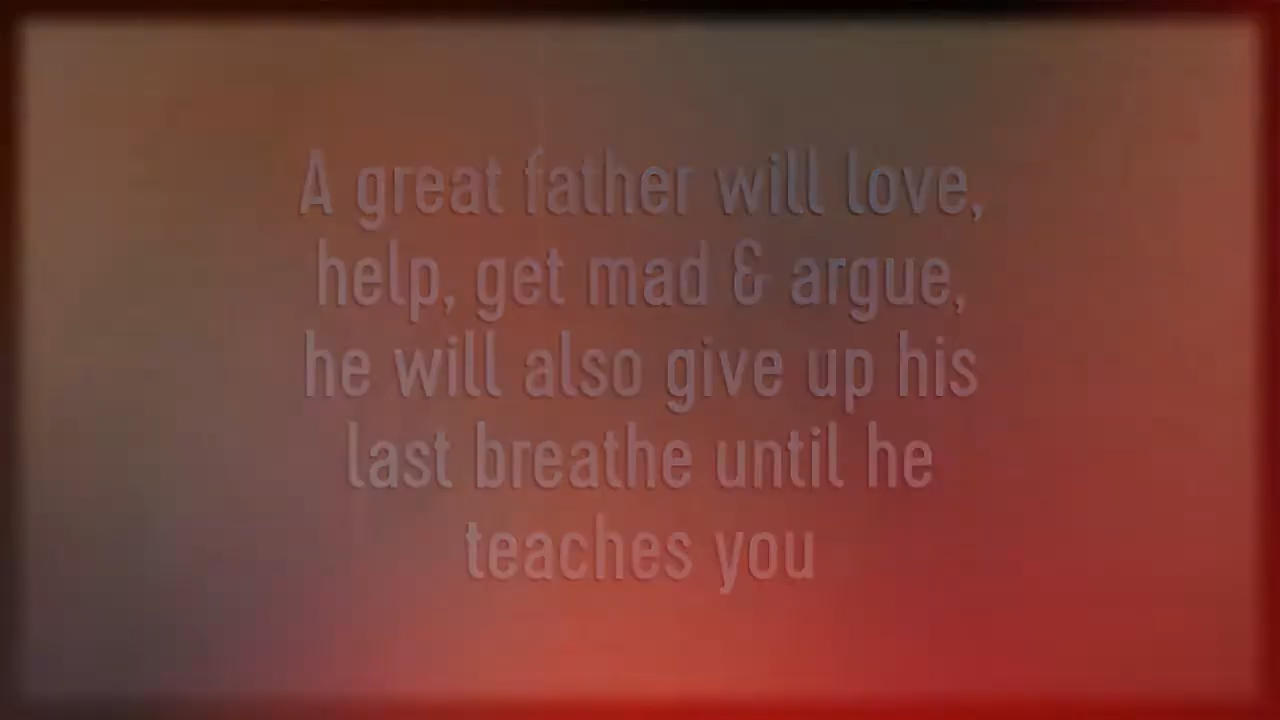 A great father will love,
help, get mad & argue,
he will also give up his
last breathe until he
teaches you